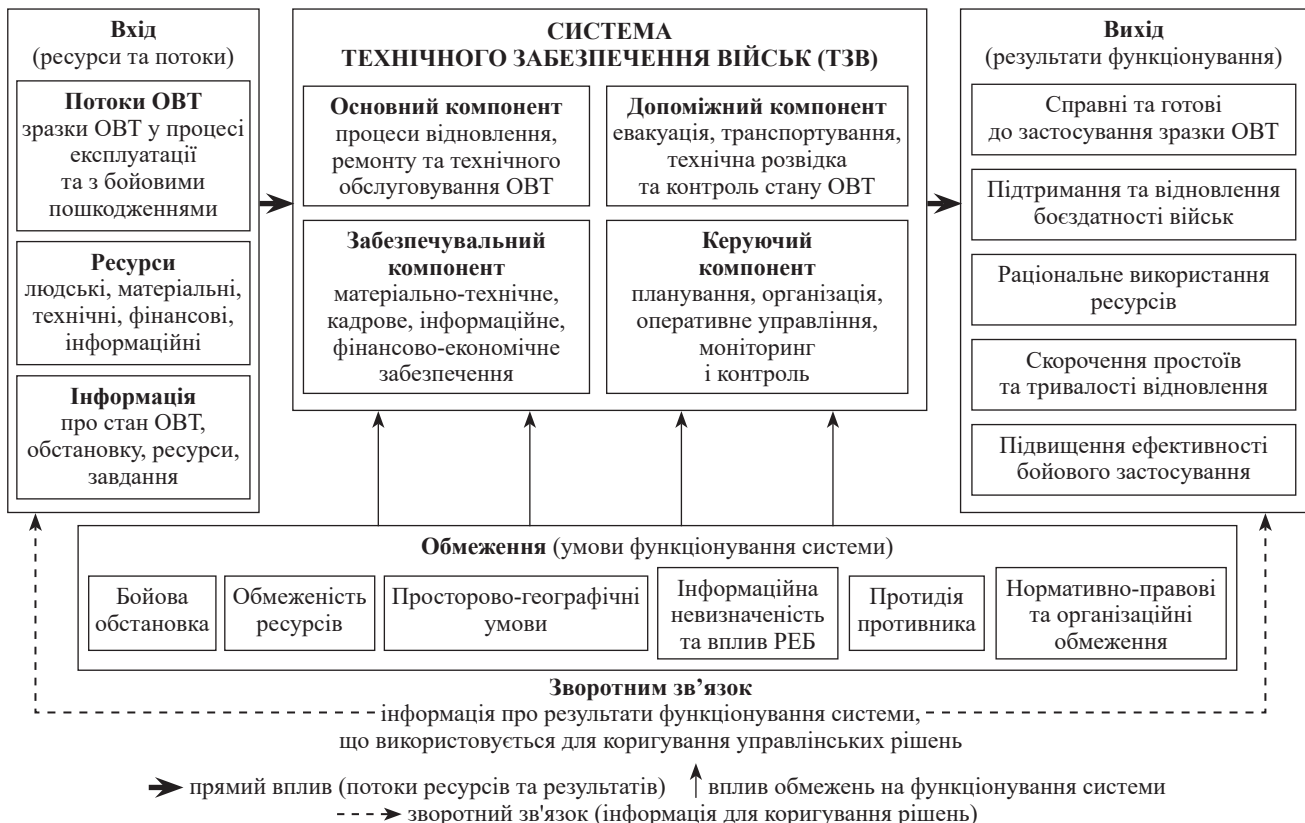 Вхід
(ресурси та потоки)
Потоки ОВТ
зразки ОВТ у процесі
експлуатації
та з бойовими
пошкодженнями
Ресурси
людські, матеріальні,
технічні, фінансові,
інформаційні
Інформація
про стан ОВТ,
обстановку, ресурси,
завдання
СИСТЕМА
ТЕХНІЧНОГО ЗАБЕЗПЕЧЕННЯ ВІЙСЬК (ТЗВ)
Основний компонент
процеси відновлення,
ремонту та технічного
обслуговування ОВТ
Допоміжний компонент
евакуація, транспортування,
технічна розвідка
та контроль стану ОВТ
Забезпечувальний
компонент
матеріально-технічне,
кадрове, інформаційне,
фінансово-економічне
забезпечення
Керуючий
компонент
планування, організація,
оперативне управління,
моніторинг
і контроль
Вихід
(результати функціонування)
Справні та готові
до застосування зразки ОВТ
Підтримання та відновлення
боєздатності військ
Раціональне використання
ресурсів
Скорочення простоїв
та тривалості відновлення
Підвищення ефективності
бойового застосування
Обмеження (умови функціонування системи)
Бойова
обстановка
Обмеженість
ресурсів
Просторово-географічні
умови
Інформаційна
невизначеність
та вплив РЕБ
Протидія
противника
Нормативно-правові
та організаційні
обмеження
Зворотним зв’язок
інформація про результати функціонування системи,
що використовується для коригування управлінських рішень
прямий вплив (потоки ресурсів та результатів)
вплив обмежень на функціонування системи
зворотний зв'язок (інформація для коригування рішень)